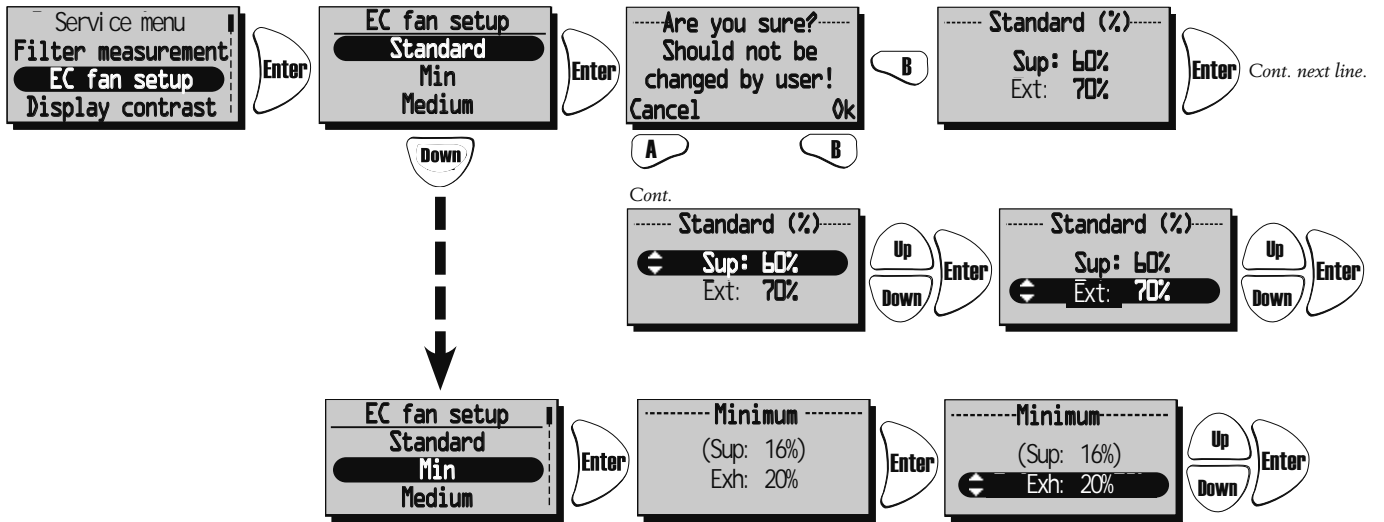 Service menu
Filter measurement
EC fan setup
Display contrast
Enter
EC fan setup
Standard
Min
Medium
Enter
Are you sure?
Should not be
changed by user!
Cancel Ok
B
Standard (%)
Sup: 60%
Ext: 70%
Enter
Cont. next line.
Down
A
B
Cont.
Standard (%)
Sup: 60%
Ext: 70%
Up
Down
Enter
Standard (%)
Sup: 60%
Ext: 70%
Up
Down
Enter
EC fan setup
Standard
Min
Medium
Enter
Minimum
(Sup: 16%)
Exh: 20%
Enter
Minimum
(Sup: 16%)
Exh: 20%
Up
Down
Enter